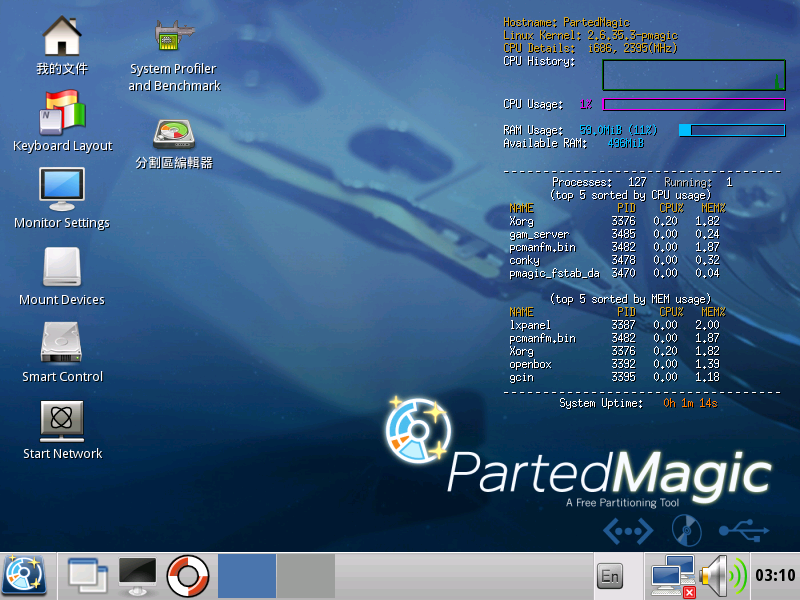 我的文件
Keyboard Layout
Monitor Settings
Mount Devices
Smart Control
Start Network
System Profiler
and Benchmark
分割區編輯器
Hostname: PartedMagic
Linux Kernel: 2.6.35.3-pmagic
CPU Details: i686, 2395(MHz)
CPU History:
CPU Usage: 1%
RAM Usage: 58.0MiB (11%)
Available RAM: 496MiB
Processes: 127 Running: 1
(top 5 sorted by CPU usage)
NAME PID CPU% MEM%
Xorg 3376 0.20 1.82
gam_server 3485 0.00 0.24
pcmanfm.bin 3482 0.00 1.87
conky 3478 0.00 0.32
pmagic_fstab_da 3470 0.00 0.04
(top 5 sorted by MEM usage)
NAME PID CPU% MEM%
lxpanel 3387 0.00 2.00
pcmanfm.bin 3482 0.00 1.87
Xorg 3376 0.20 1.82
openbox 3392 0.00 1.39
gcin 3395 0.00 1.18
System Uptime: 0h 1m 14s
PartedMagic
A Free Partitioning Tool
En
03:10